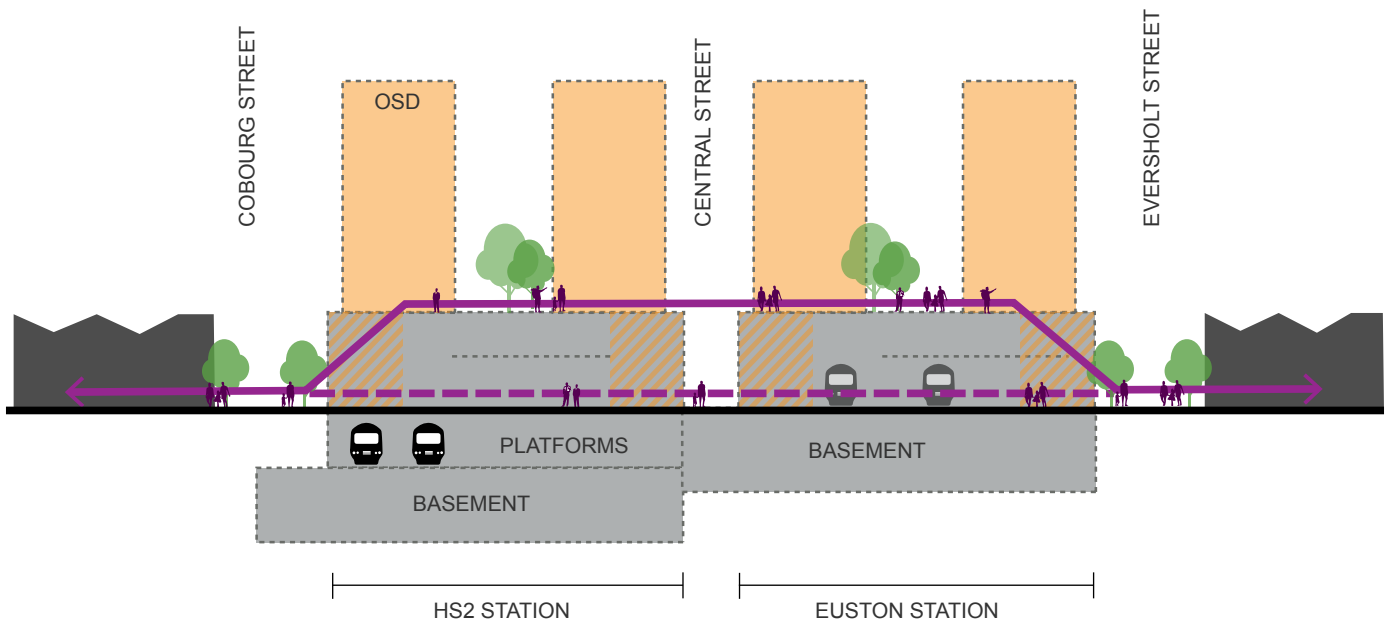 COBOURG STREET
OSD
CENTRAL STREET
EVERSHOLT STREET
PLATFORMS
BASEMENT
BASEMENT
HS2 STATION
EUSTON STATION